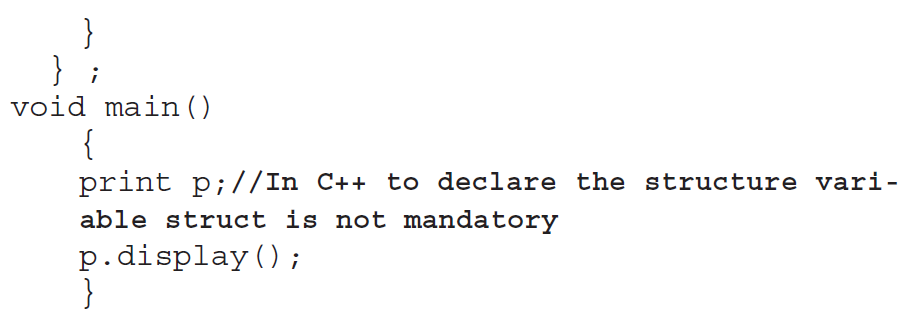 }
} ;
void main()
{
print p;//In C++ to declare the structure vari-
able struct is not mandatory
p.display();
}